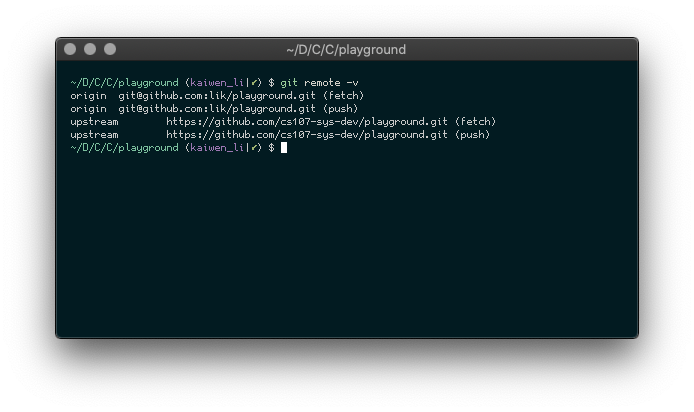 ~/D/C/C/playground
~/D/C/C/playground (kaiwen_li|✔) $ git remote -v
origin  git@github.com:lik/playground.git (fetch)
origin  git@github.com:lik/playground.git (push)
upstream        https://github.com/cs107-sys-dev/playground.git (fetch)
upstream        https://github.com/cs107-sys-dev/playground.git (push)
~/D/C/C/playground (kaiwen_li|✔) $